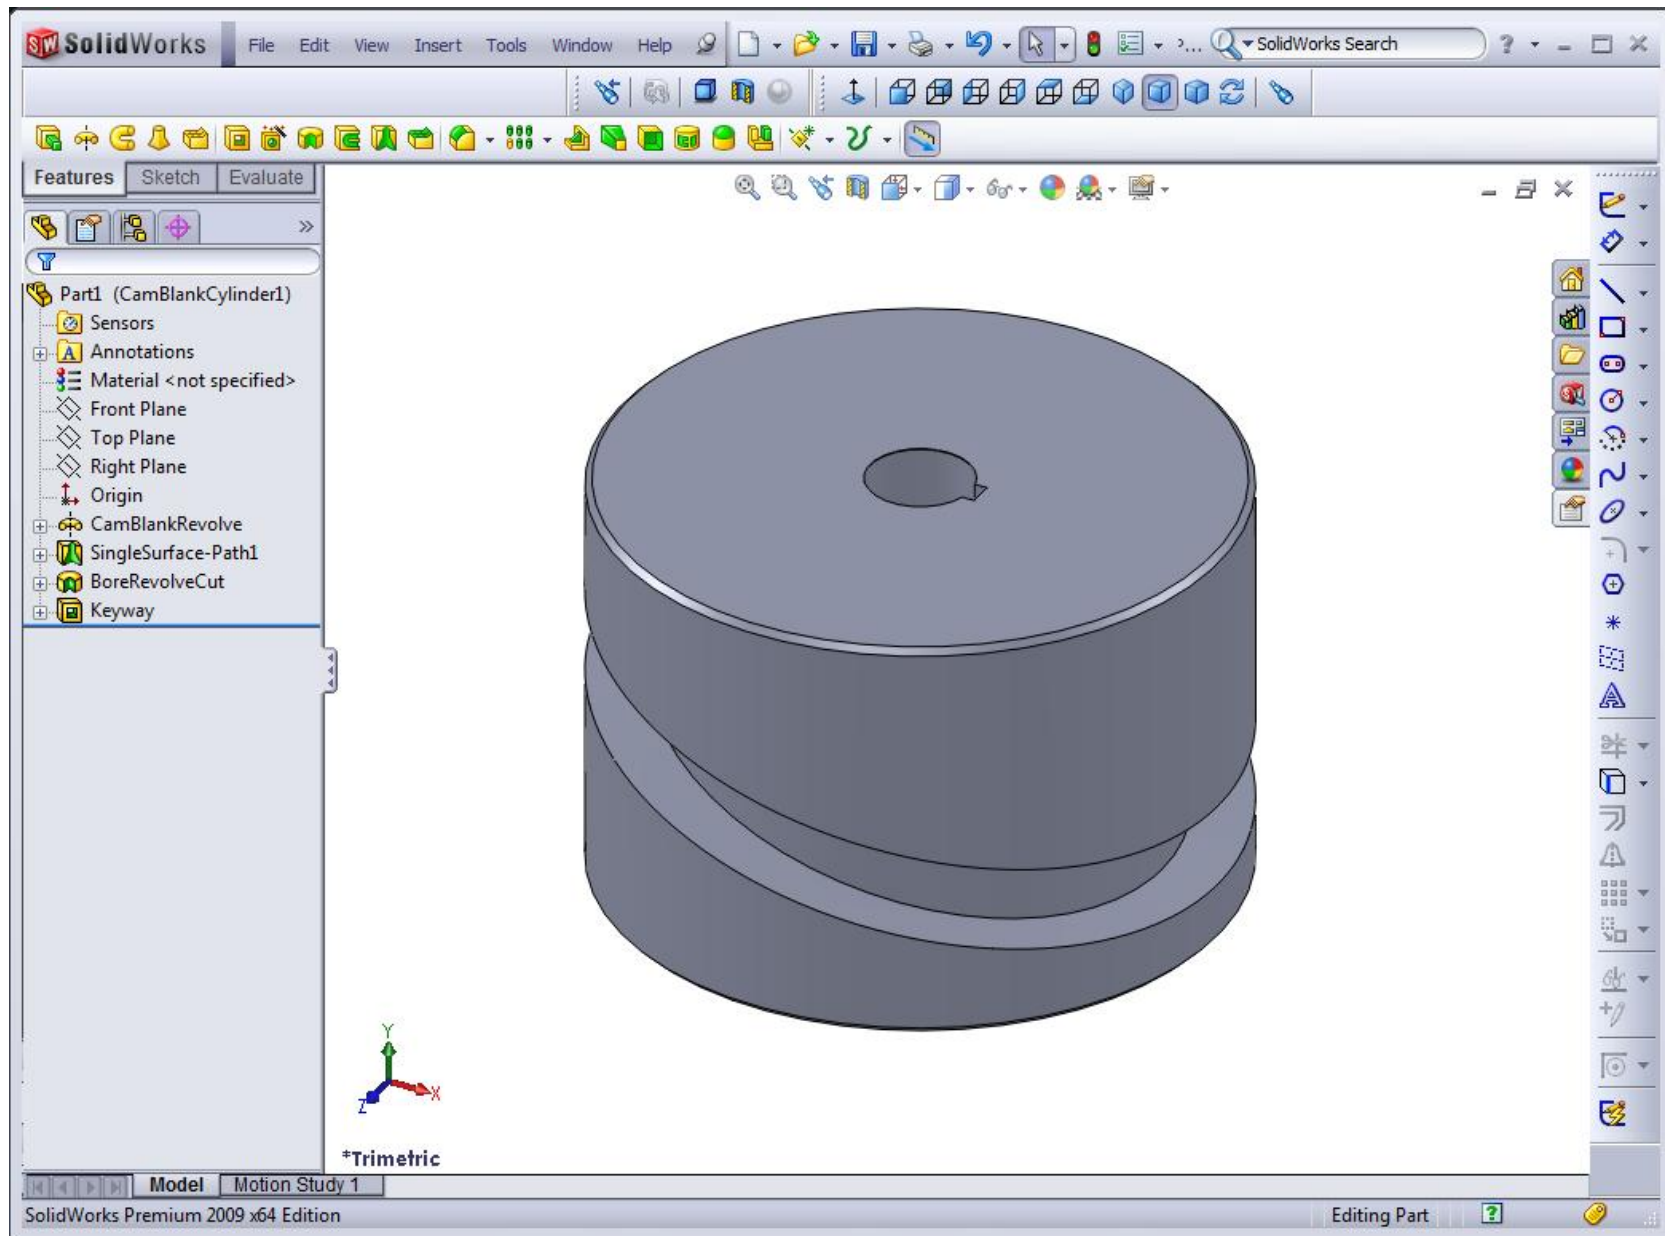 SolidWorks File Edit View Insert Tools Window Help ... SolidWorks Search ?
Features Sketch Evaluate
»
Part1 (CamBlankCylinder1)
Sensors
A Annotations
Material <not specified>
Front Plane
Top Plane
Right Plane
Origin
CamBlankRevolve
SingleSurface-Path1
BoreRevolveCut
Keyway
Y
X
Z
*Trimetric
Model Motion Study 1
SolidWorks Premium 2009 x64 Edition Editing Part ?